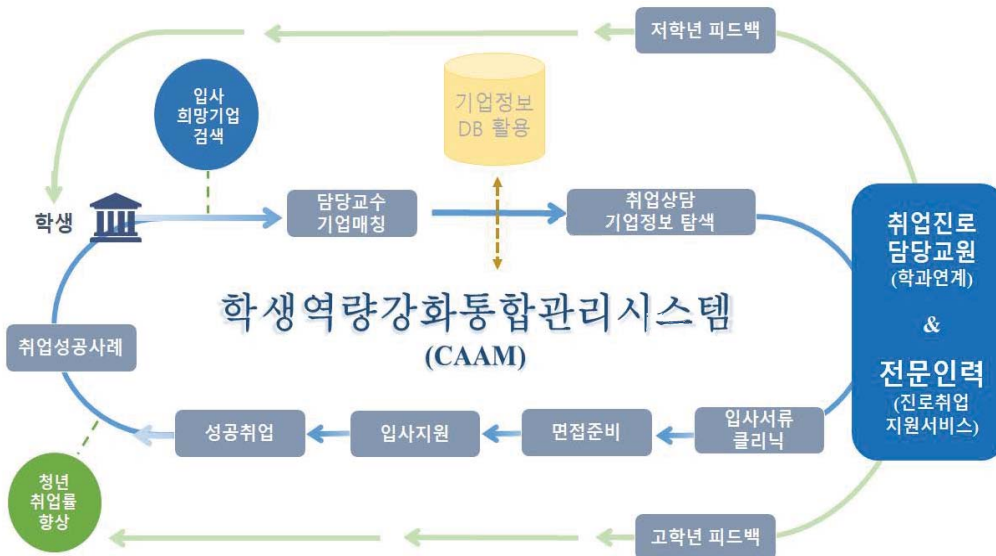 저학년 피드백
입사
희망기업
검색
기업정보
DB 활용
학생
담당교수
기업매칭
취업상담
기업정보 탐색
취업진로
담당교원
(학과연계)
&
전문인력
(진로취업
지원서비스)
학생역량강화통합관리시스템
(CAAM)
취업성공사례
성공취업
입사지원
면접준비
입사서류
클리닉
청년
취업률
향상
고학년 피드백